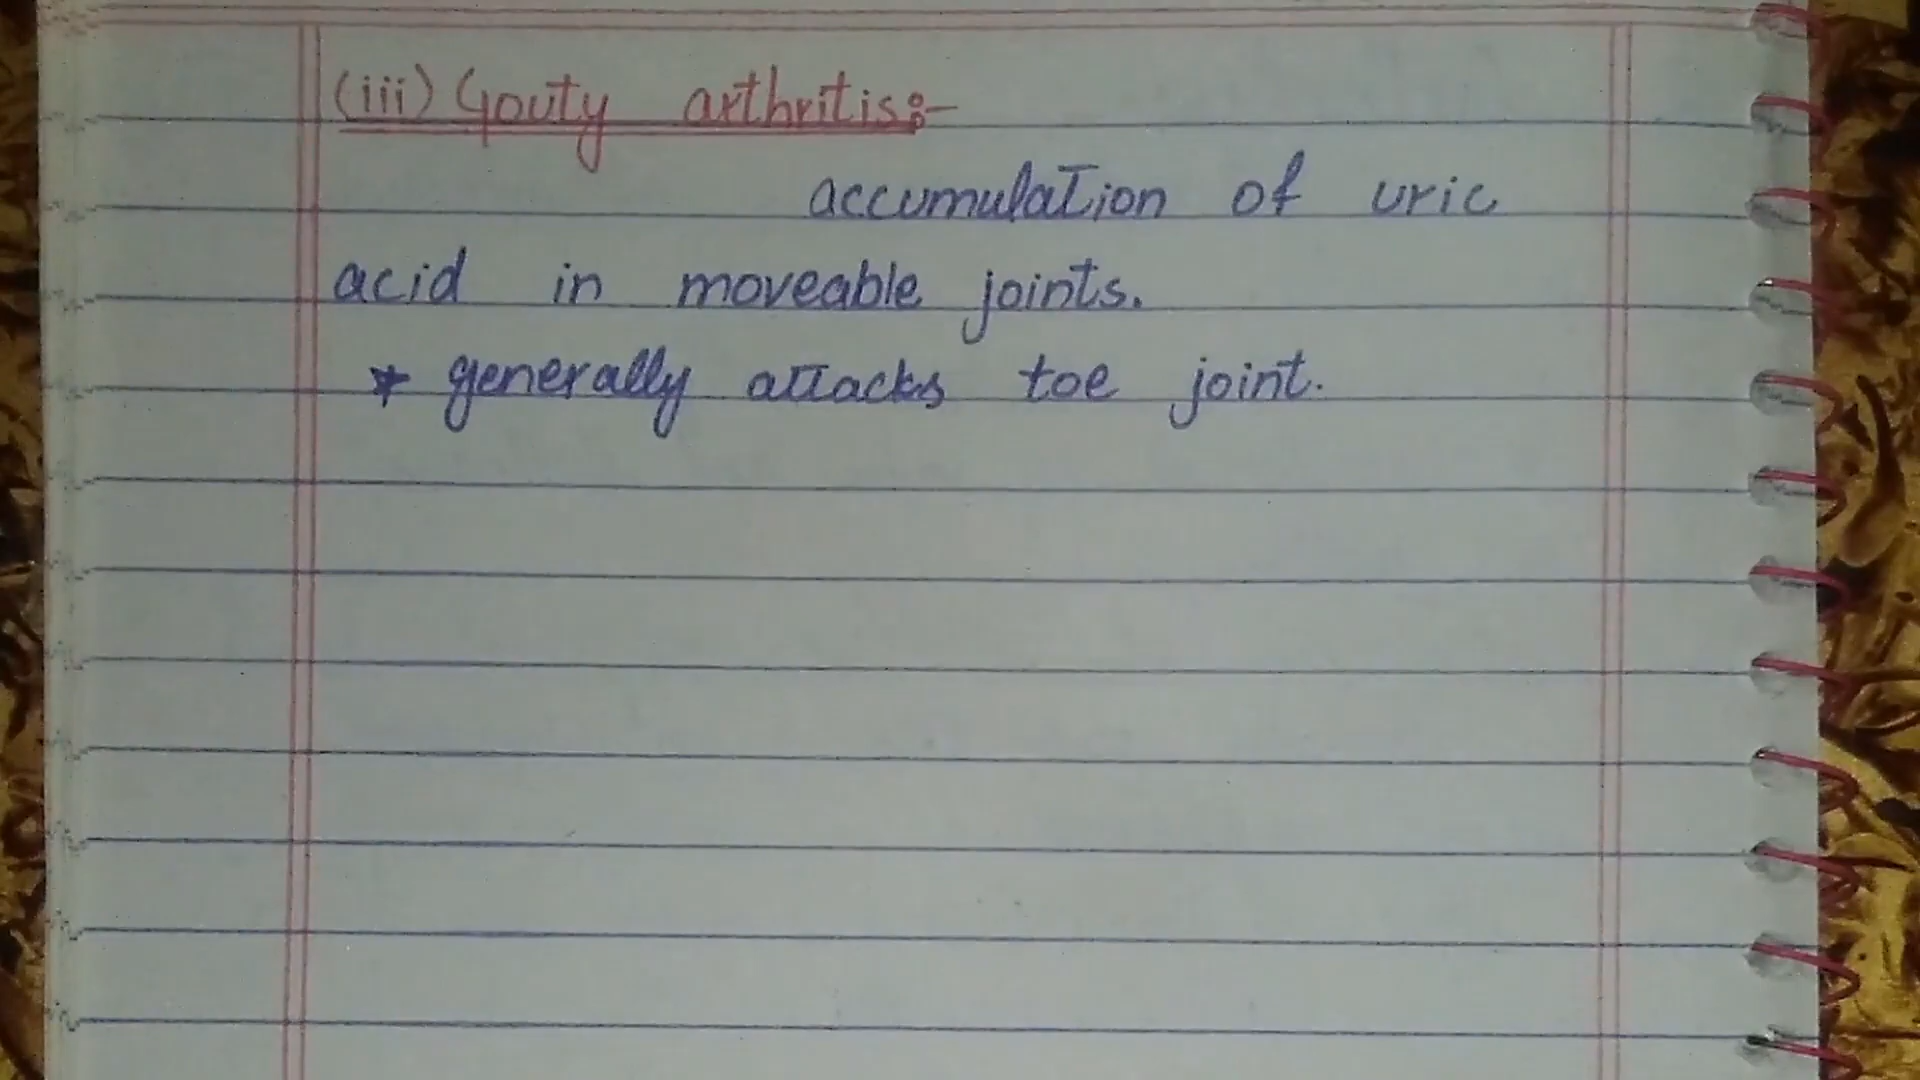 (iii) Gouty arthritis:-
accumulation of uric
acid in moveable joints.
* generally attacks toe joint.